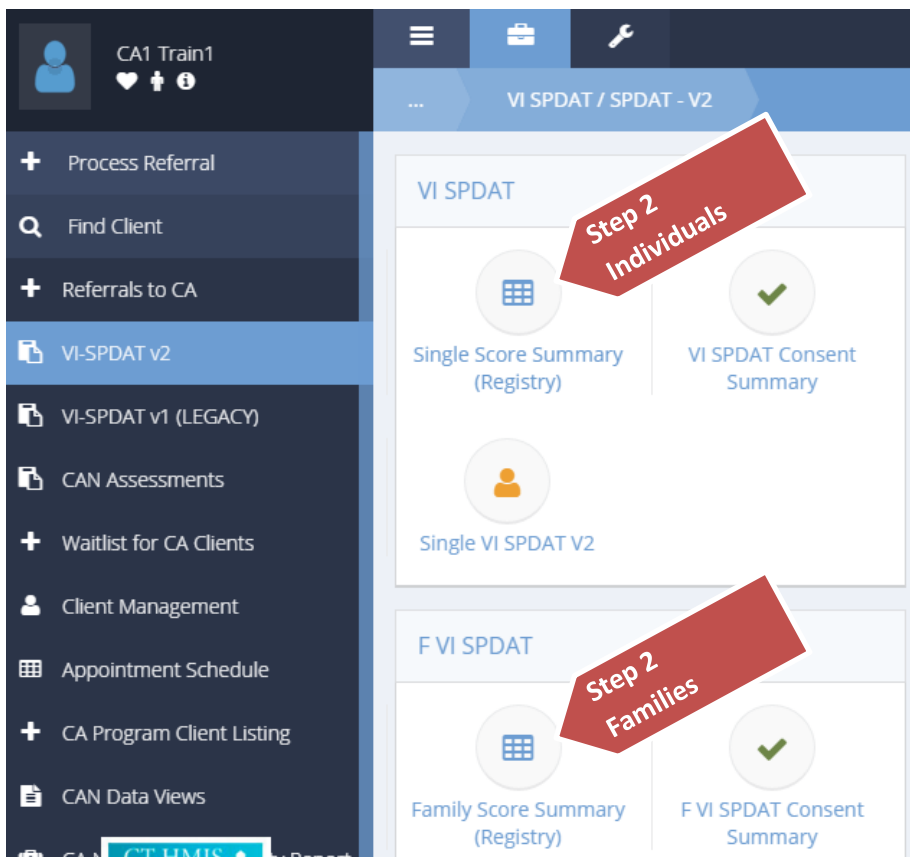 CA1 Train1
Process Referral
Find Client
Referrals to CA
VI-SPDAT v2
VI-SPDAT v1 (LEGACY)
CAN Assessments
Waitlist for CA Clients
Client Management
Appointment Schedule
CA Program Client Listing
CAN Data Views
CT HMIS
Report
... VI SPDAT / SPDAT - V2
VI SPDAT
Step 2
Individuals
Single Score Summary
(Registry)
VI SPDAT Consent
Summary
Single VI SPDAT V2
F VI SPDAT
Step 2
Families
Family Score Summary
(Registry)
F VI SPDAT Consent
Summary